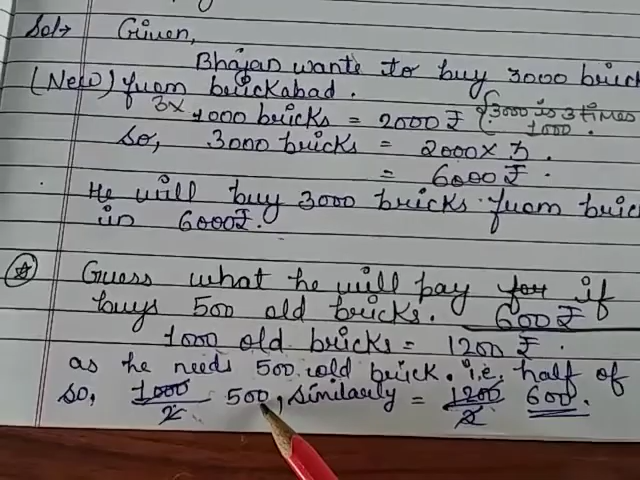 Sol→ Given,
Bhajan wants to buy 3000 brick
(New) from brickabad.
3x 1000 bricks = 2000 ₹ {3000 is 3 times
1000.
So, 3000 bricks = 2000 × 3.
= 6000 ₹.
He will buy 3000 bricks from bric
in 6000₹.
Guess what he will pay for if
buys 500 old bricks. 600 ₹
1000 old bricks = 1200 ₹.
as he needs 500 old brick. i.e. half of
So, 1000/2 500, similarly = 1200/2 600.